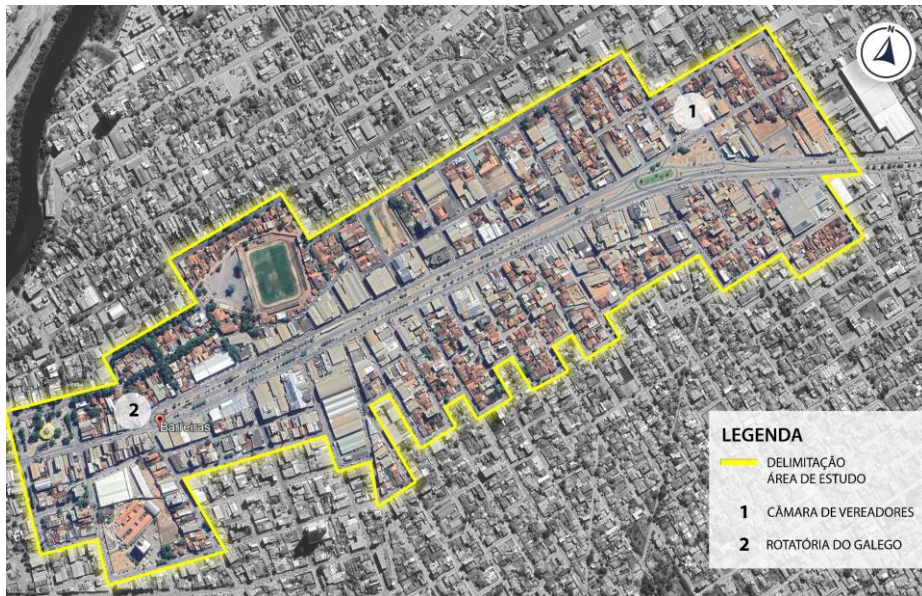 N
1
2
Barreiras
LEGENDA
DELIMITAÇÃO
ÁREA DE ESTUDO
1 CÂMARA DE VEREADORES
2 ROTATÓRIA DO GALEGO